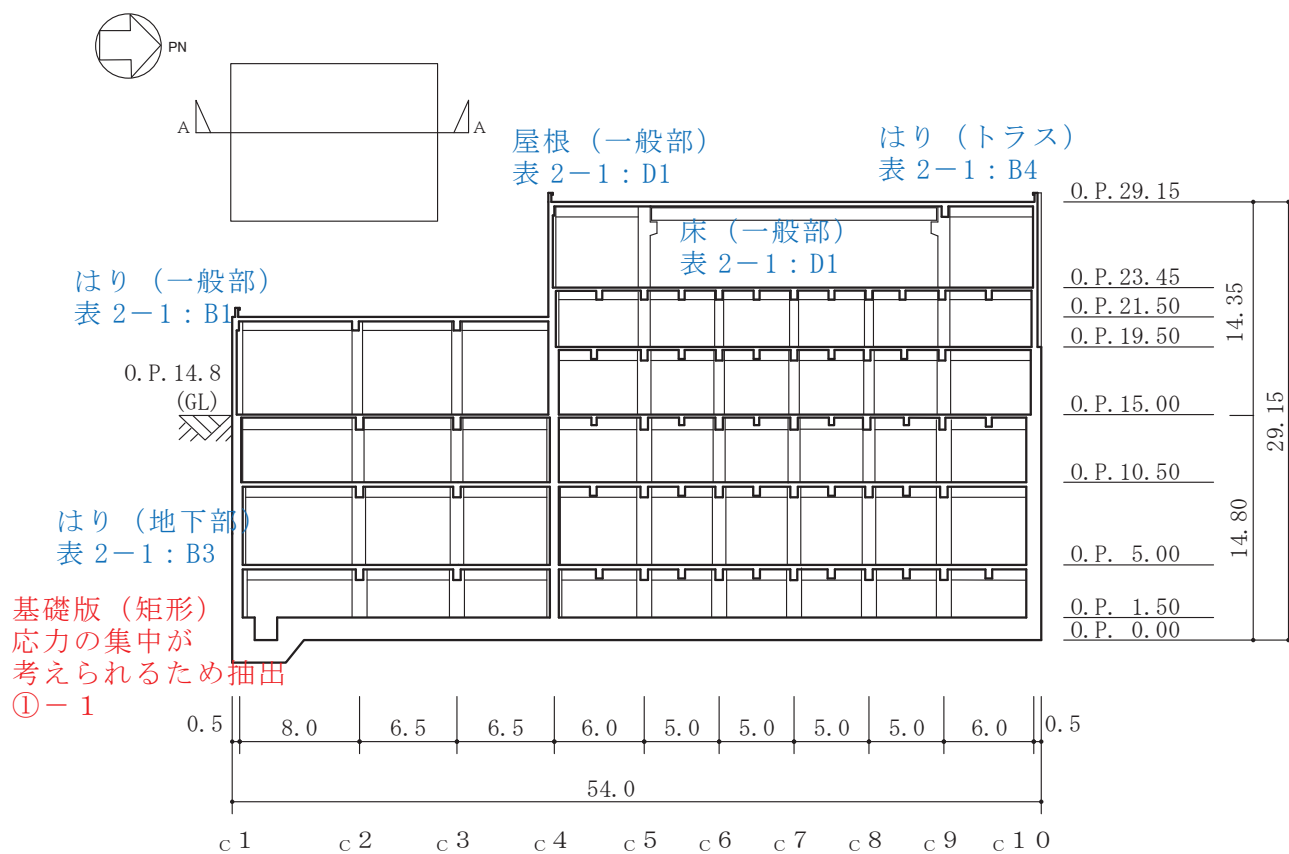 PN
A
A
屋根（一般部）
表 2－1：D1
はり（トラス）
表 2－1：B4
O.P.29.15
床（一般部）
表 2－1：D1
はり（一般部）
表 2－1：B1
O.P.23.45
O.P.21.50
O.P.19.50
14.35
O.P.14.8
(GL)
O.P.15.00
29.15
O.P.10.50
はり（地下部）
表 2－1：B3
14.80
O.P. 5.00
基礎版（矩形）
応力の集中が
考えられるため抽出
①－１
O.P. 1.50
O.P. 0.00
0.5
8.0
6.5
6.5
6.0
5.0
5.0
5.0
5.0
6.0
0.5
54.0
C1
C2
C3
C4
C5
C6
C7
C8
C9
C10